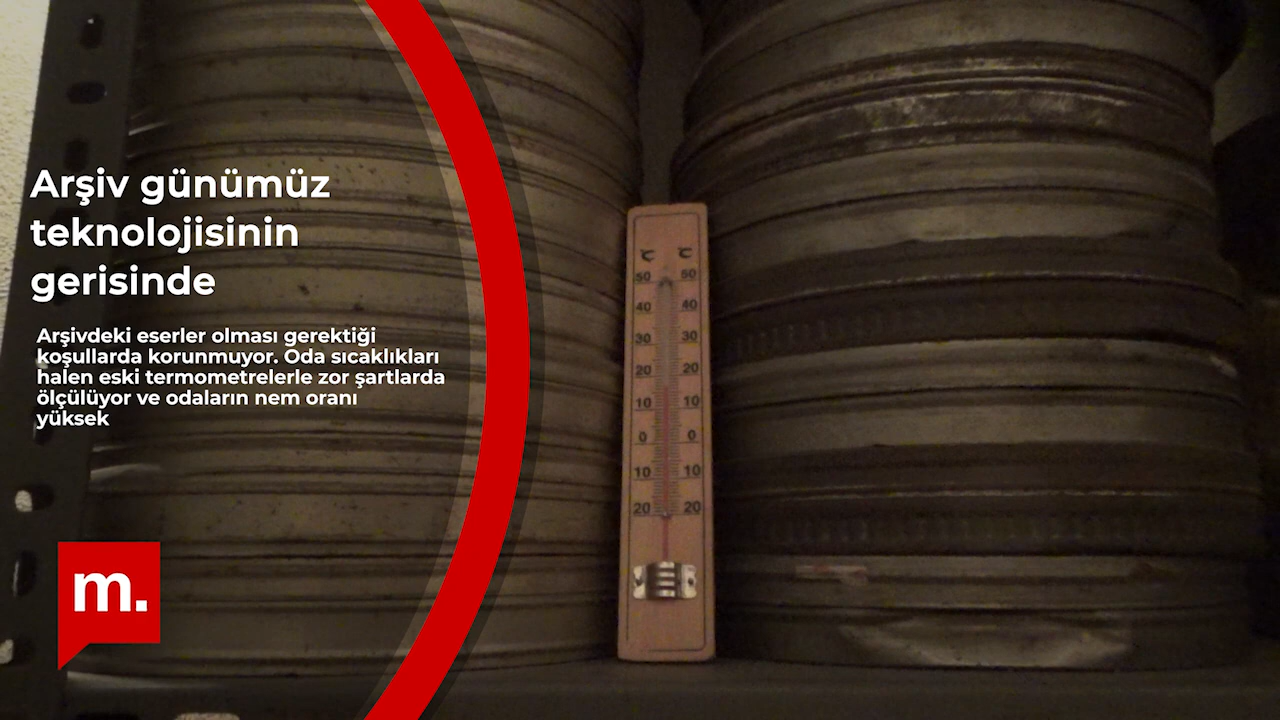 Arşiv günümüz
teknolojisinin
gerisinde
Arşivdeki eserler olması gerektiği
koşullarda korunmuyor. Oda sıcaklıkları
halen eski termometrelerle zor şartlarda
ölçülüyor ve odaların nem oranı
yüksek
m.
°C °C
50 50
40 40
30 30
20 20
10 10
0 0
10 10
20 20